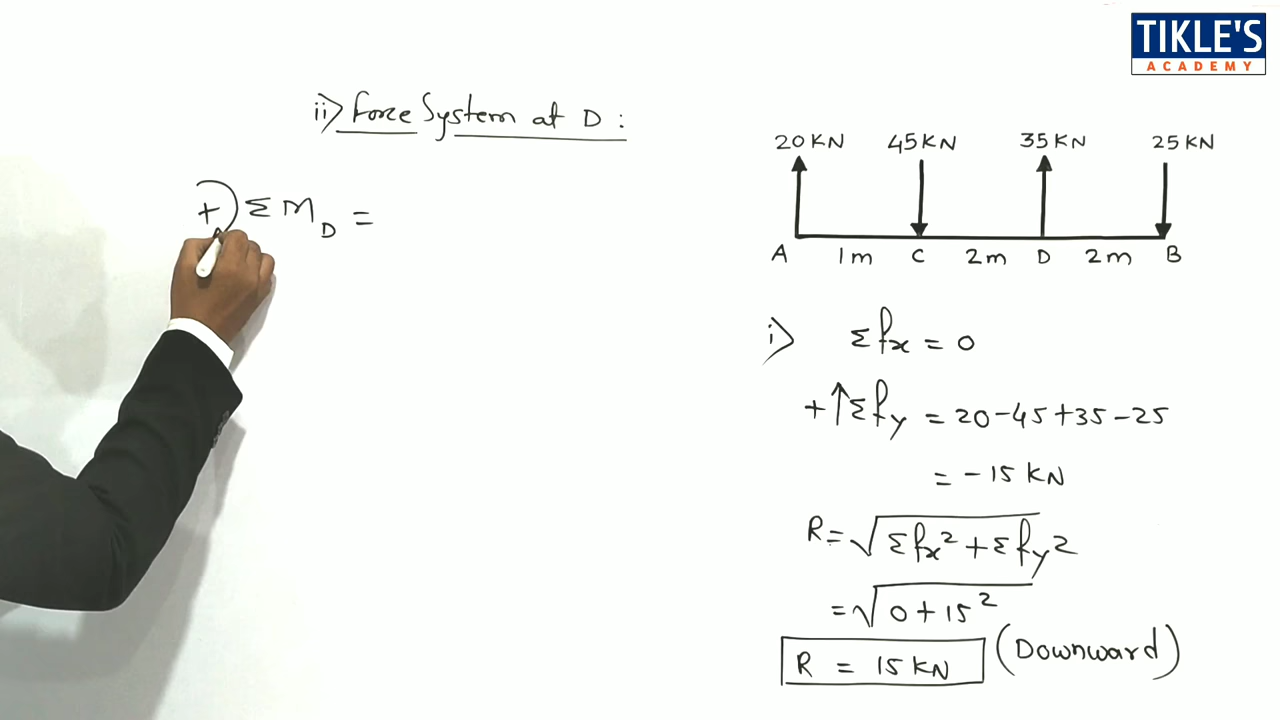 TIKLE'S
ACADEMY
ii) Force System at D :
+ Σ M_D =
20 KN 45 KN 35 KN 25 KN
A 1m C 2m D 2m B
i) Σfx = 0
+↑Σfy = 20-45+35-25
= -15 KN
R = √Σfx² + Σfy²
= √0 + 15²
R = 15 KN (Downward)